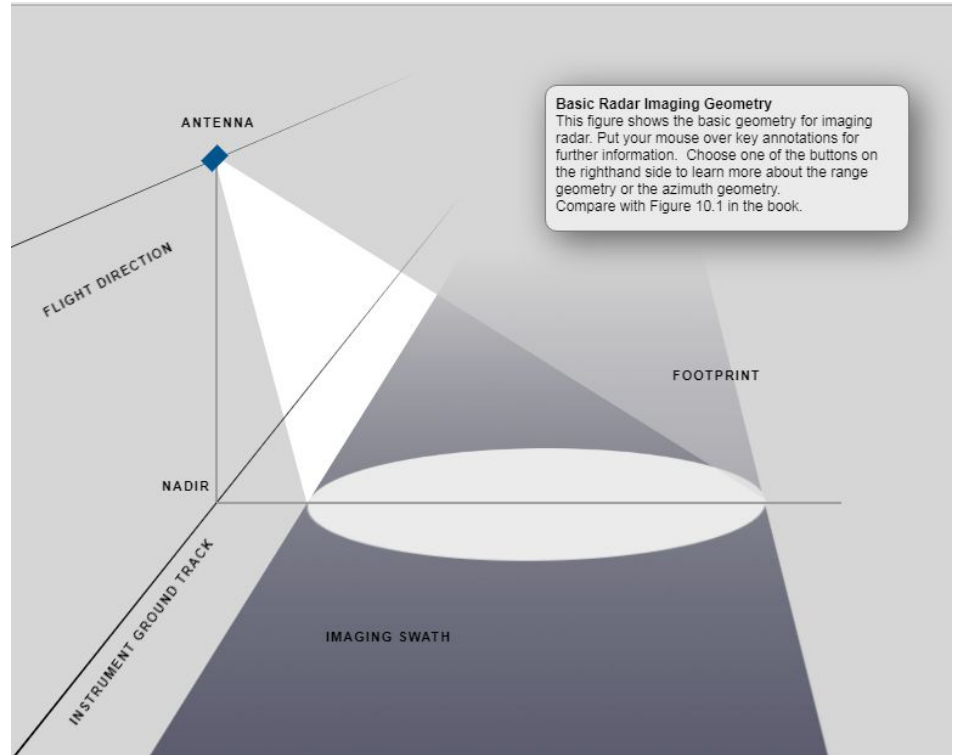 ANTENNA
Basic Radar Imaging Geometry
This figure shows the basic geometry for imaging
radar. Put your mouse over key annotations for
further information.  Choose one of the buttons on
the righthand side to learn more about the range
geometry or the azimuth geometry.
Compare with Figure 10.1 in the book.
FLIGHT DIRECTION
FOOTPRINT
NADIR
INSTRUMENT GROUND TRACK
IMAGING SWATH